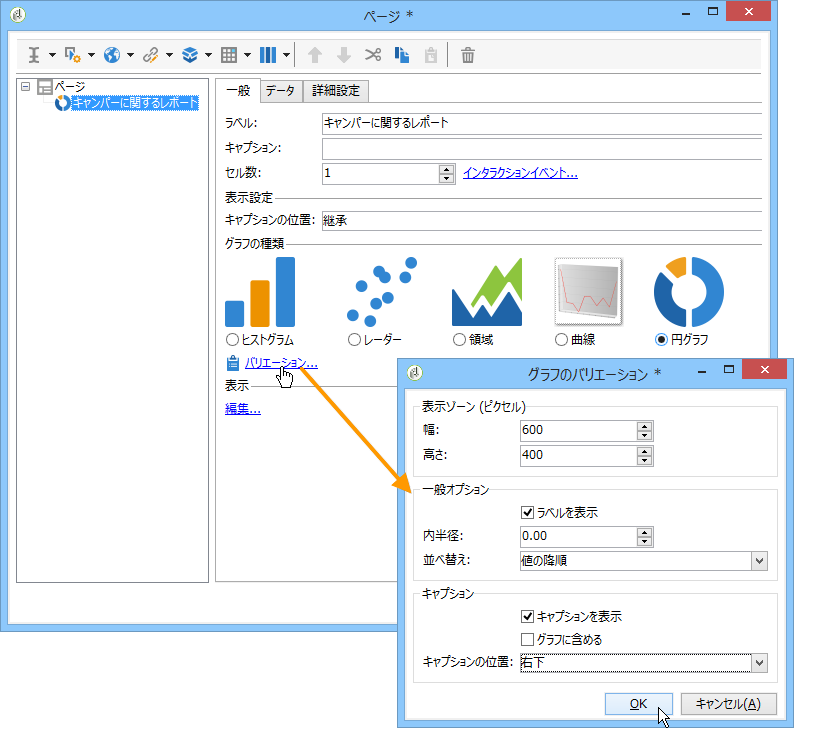 ページ *
ページ
キャンパーに関するレポート
一般 データ 詳細設定
ラベル: キャンパーに関するレポート
キャプション:
セル数: 1 インタラクションイベント...
表示設定
キャプションの位置: 継承
グラフの種類
ヒストグラム レーダー 領域 曲線 円グラフ
バリエーション...
表示
編集...
グラフのバリエーション *
表示ゾーン (ピクセル)
幅: 600
高さ: 400
一般オプション
ラベルを表示
内半径: 0.00
並べ替え: 値の降順
キャプション
キャプションを表示
グラフに含める
キャプションの位置: 右下
OK キャンセル(A)